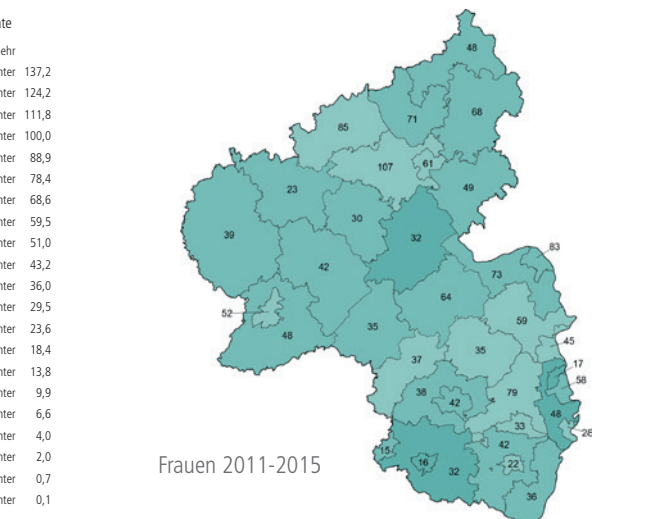 te
ehr
nter 137,2
nter 124,2
nter 111,8
nter 100,0
nter 88,9
nter 78,4
nter 68,6
nter 59,5
nter 51,0
nter 43,2
nter 36,0
nter 29,5
nter 23,6
nter 18,4
nter 13,8
nter 9,9
nter 6,6
nter 4,0
nter 2,0
nter 0,7
nter 0,1
48
71
68
85
107
61
49
23
30
39
32
42
83
73
64
52
48
35
59
45
35
17
58
37
38
42
79
48
33
28
15
16
32
42
22
36
Frauen 2011-2015